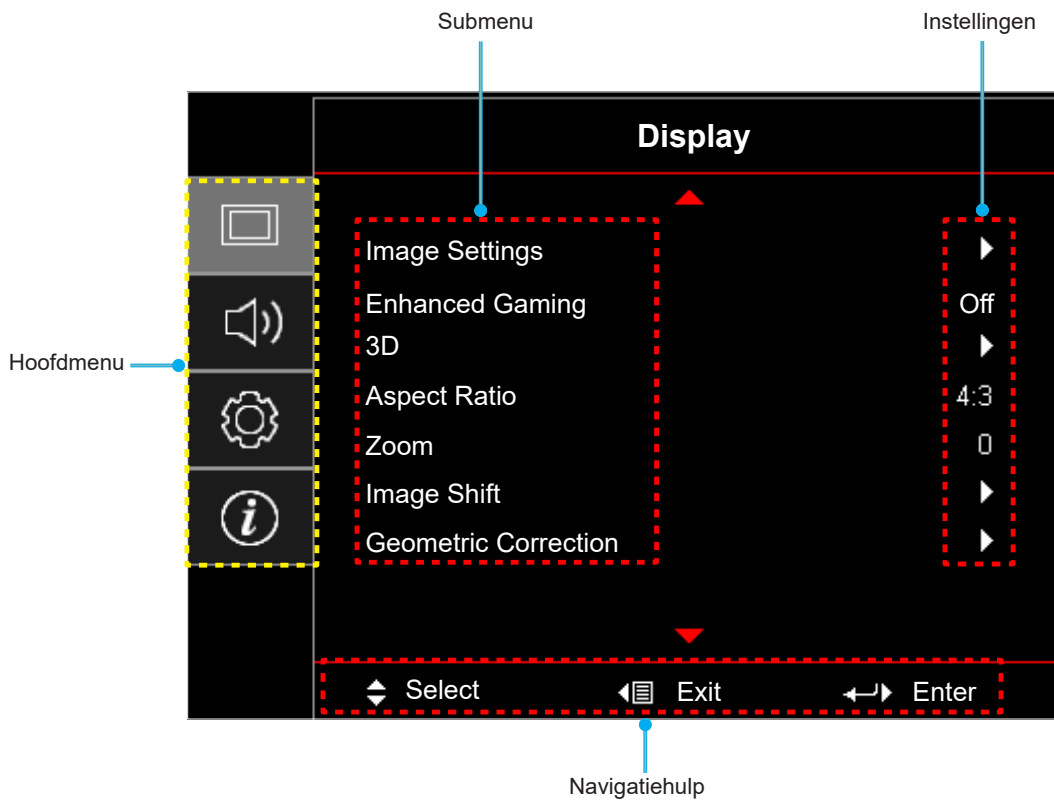 Submenu
Instellingen
Display
Image Settings
Enhanced Gaming
Off
3D
Aspect Ratio
4:3
Zoom
0
Image Shift
Geometric Correction
Hoofdmenu
Select
Exit
Enter
Navigatiehulp